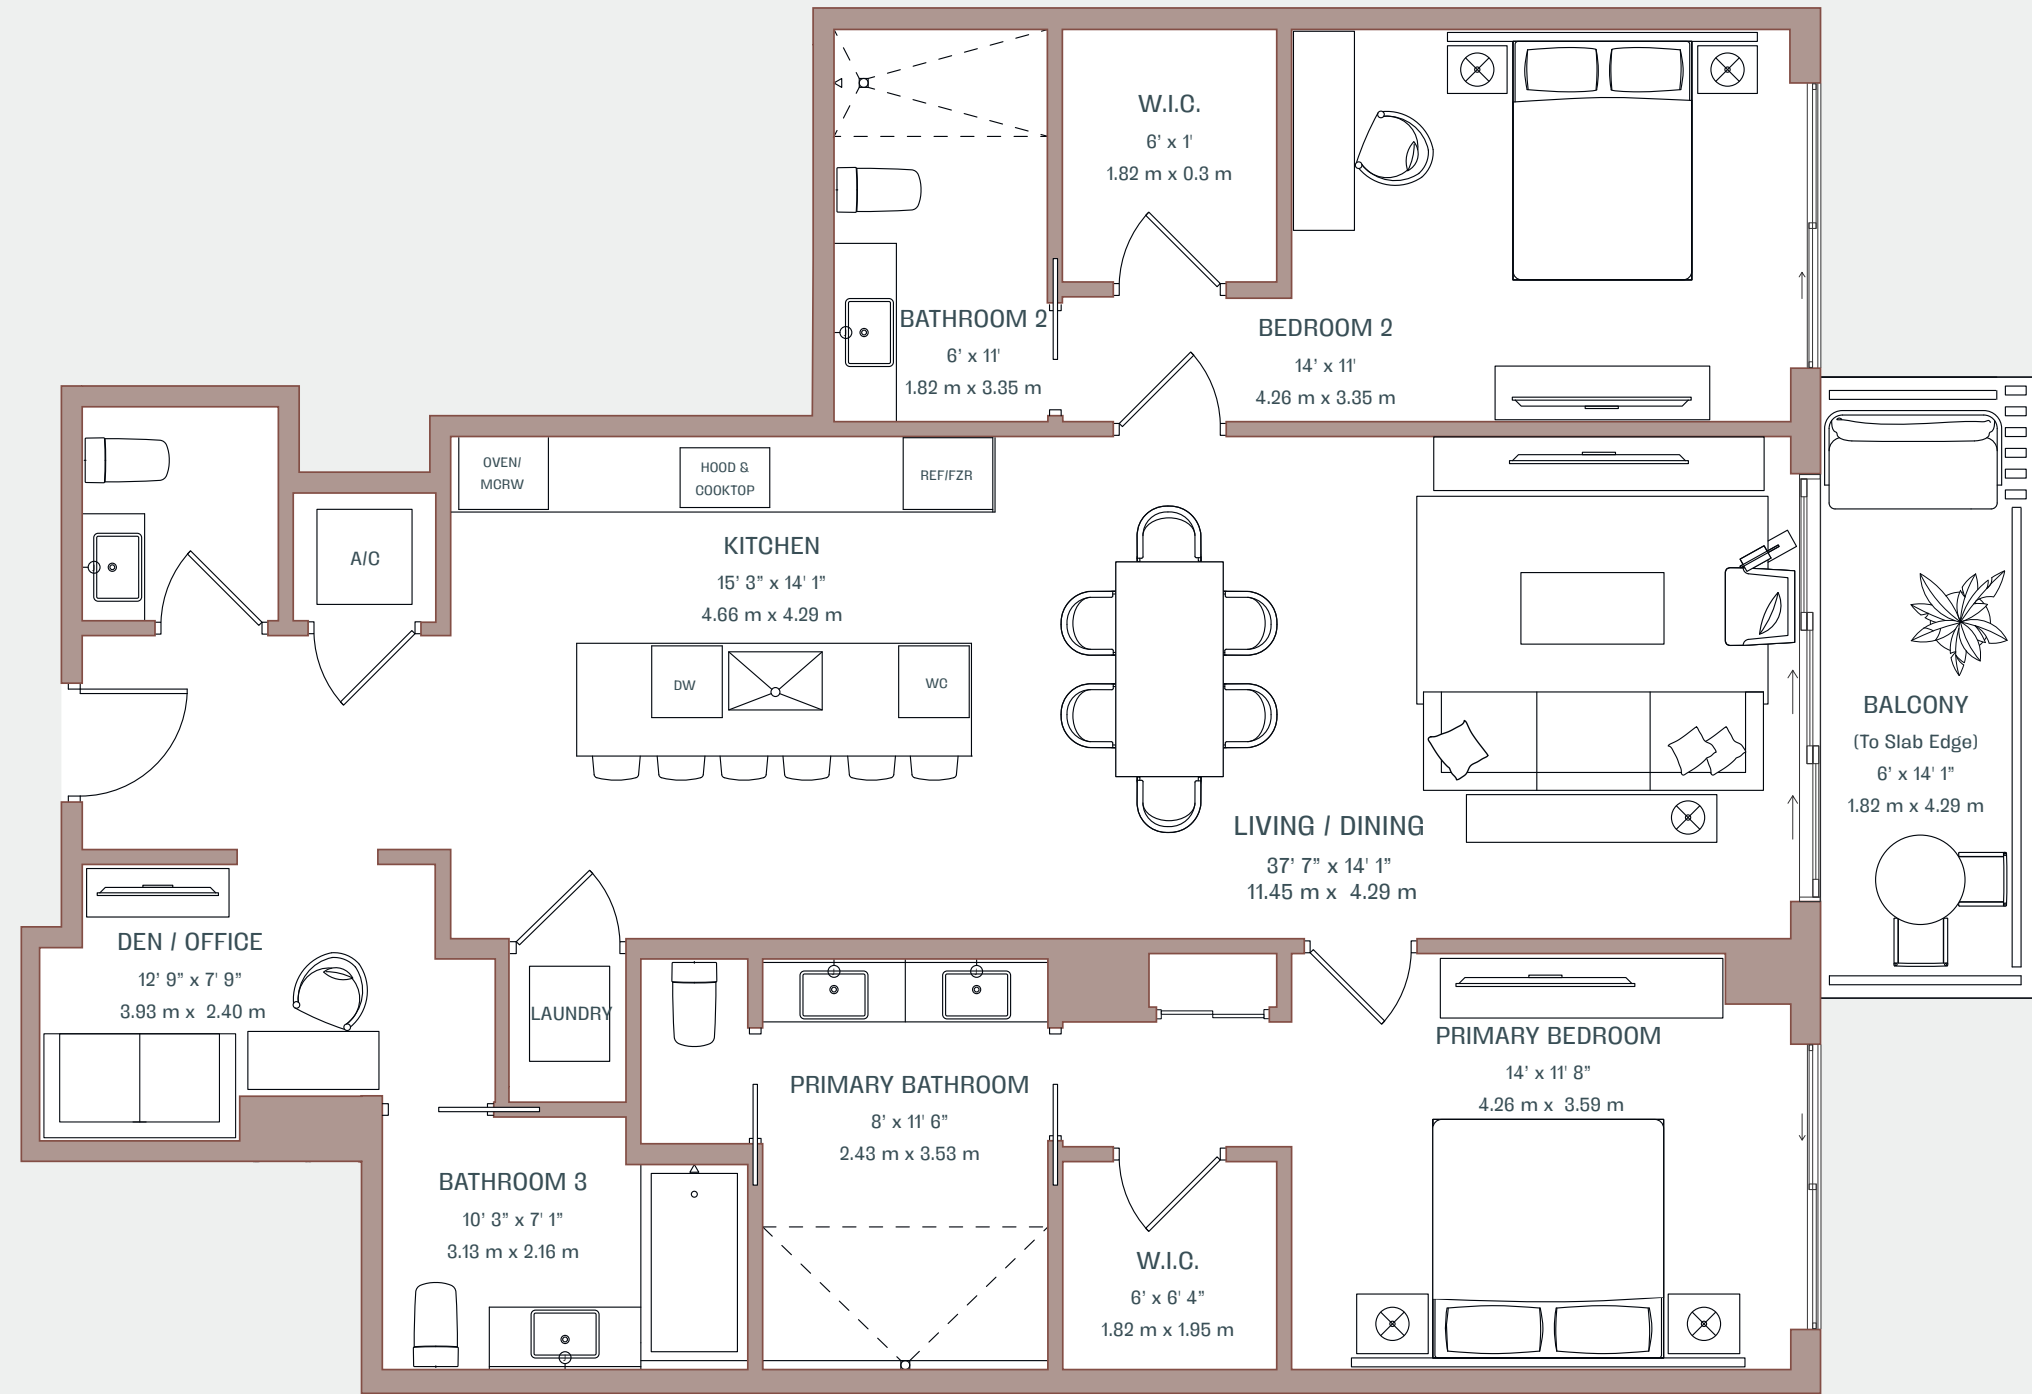 W.I.C.
6’ x 1'
1.82 m x 0.3 m
BATHROOM 2
6’ x 11'
1.82 m x 3.35 m
BEDROOM 2
14’ x 11'
4.26 m x 3.35 m
OVEN/
MCRW
HOOD &
COOKTOP
REF/FZR
A/C
KITCHEN
15’ 3” x 14’ 1”
4.66 m x 4.29 m
DW
WC
BALCONY
(To Slab Edge)
6’ x 14’ 1”
1.82 m x 4.29 m
LIVING / DINING
37’ 7” x 14’ 1”
11.45 m x 4.29 m
DEN / OFFICE
12’ 9” x 7’ 9”
3.93 m x 2.40 m
LAUNDRY
PRIMARY BATHROOM
8’ x 11' 6”
2.43 m x 3.53 m
PRIMARY BEDROOM
14’ x 11' 8”
4.26 m x 3.59 m
BATHROOM 3
10’ 3” x 7’ 1”
3.13 m x 2.16 m
W.I.C.
6’ x 6’ 4”
1.82 m x 1.95 m